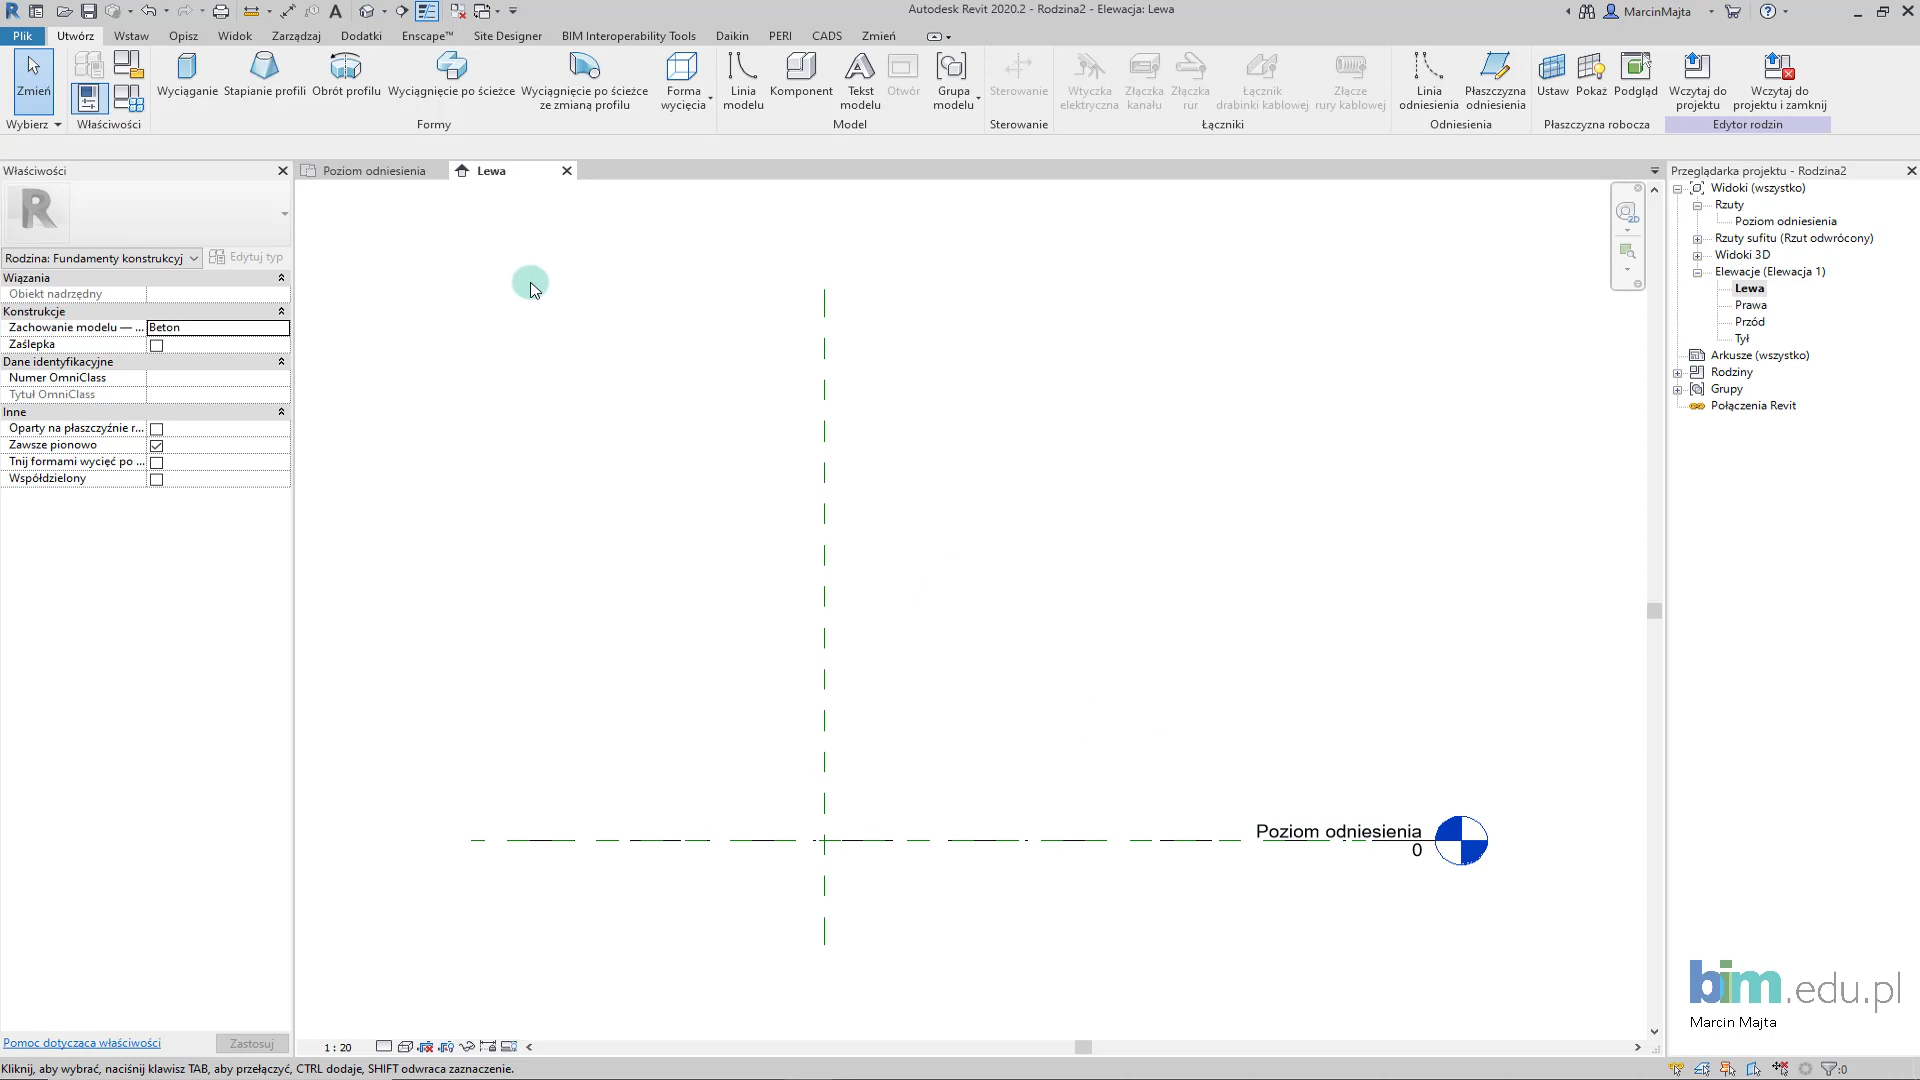 Autodesk Revit 2020.2 - Rodzina2 - Elewacja: Lewa
MarcinMajta
Plik Utwórz Wstaw Opisz Widok Zarządzaj Dodatki Enscape™ Site Designer BIM Interoperability Tools Daikin PERI CADS Zmień
Zmień
Wyciąganie
Stapianie profili
Obrót profilu
Wyciągnięcie po ścieżce
Wyciągnięcie po ścieżce
ze zmianą profilu
Forma
wycięcia
Linia
modelu
Komponent
Tekst
modelu
Otwór
Grupa
modelu
Sterowanie
Wtyczka
elektryczna
Złączka
kanału
Złączka
rur
Łącznik
drabinki kablowej
Złącze
rury kablowej
Linia
odniesienia
Płaszczyzna
odniesienia
Ustaw
Pokaż
Podgląd
Wczytaj do
projektu
Wczytaj do
projektu i zamknij
Wybierz Właściwości Formy Model Sterowanie Łączniki Odniesienia Płaszczyzna robocza Edytor rodzin
Właściwości
R
Rodzina: Fundamenty konstrukcyj
Edytuj typ
Wiązania
Obiekt nadrzędny
Konstrukcje
Zachowanie modelu — ... Beton
Zaślepka
Dane identyfikacyjne
Numer OmniClass
Tytuł OmniClass
Inne
Oparty na płaszczyźnie r...
Zawsze pionowo
Tnij formami wycięć po ...
Współdzielony
Pomoc dotycząca właściwości
Zastosuj
Poziom odniesienia
Lewa
2D
Poziom odniesienia
0
1 : 20
Przeglądarka projektu - Rodzina2
Widoki (wszystko)
Rzuty
Poziom odniesienia
Rzuty sufitu (Rzut odwrócony)
Widoki 3D
Elewacje (Elewacja 1)
Lewa
Prawa
Przód
Tył
Arkusze (wszystko)
Rodziny
Grupy
Połączenia Revit
bim.edu.pl
Marcin Majta
Kliknij, aby wybrać, naciśnij klawisz TAB, aby przełączyć, CTRL dodaje, SHIFT odwraca zaznaczenie.
:0